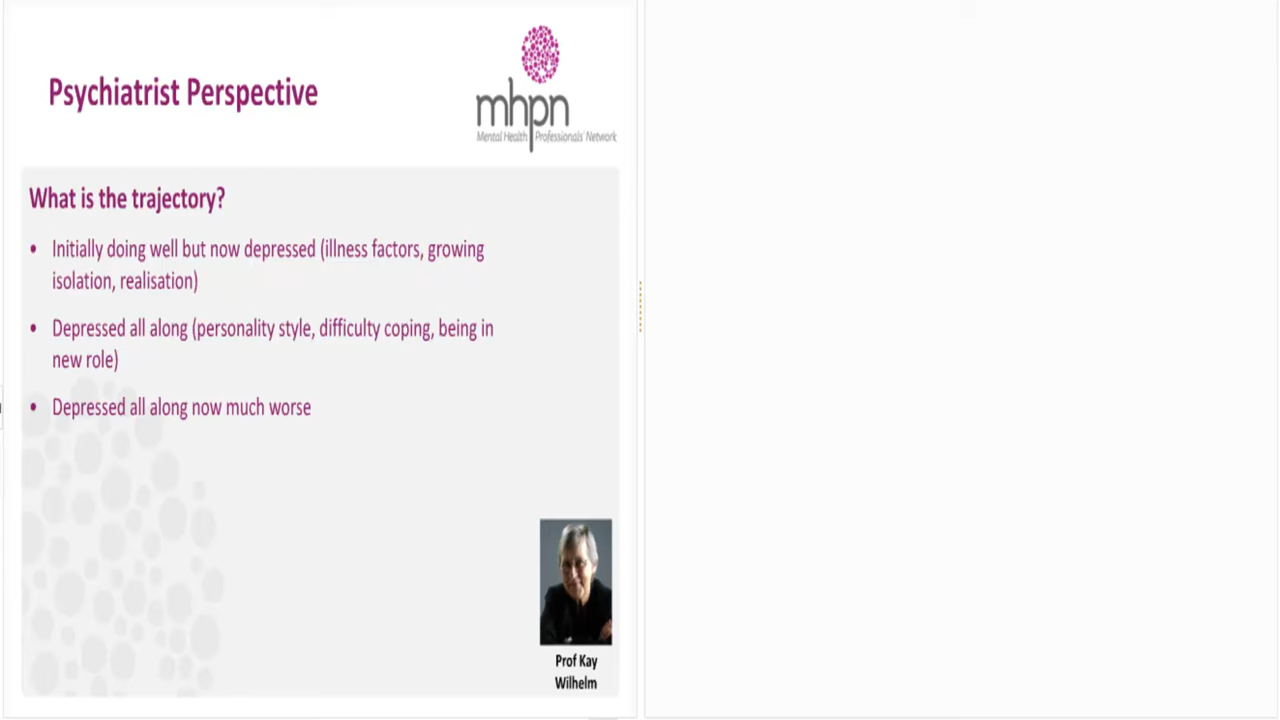 Psychiatrist Perspective
mhpn
Mental Health Professionals' Network
What is the trajectory?
• Initially doing well but now depressed (illness factors, growing
isolation, realisation)
• Depressed all along (personality style, difficulty coping, being in
new role)
• Depressed all along now much worse
Prof Kay
Wilhelm